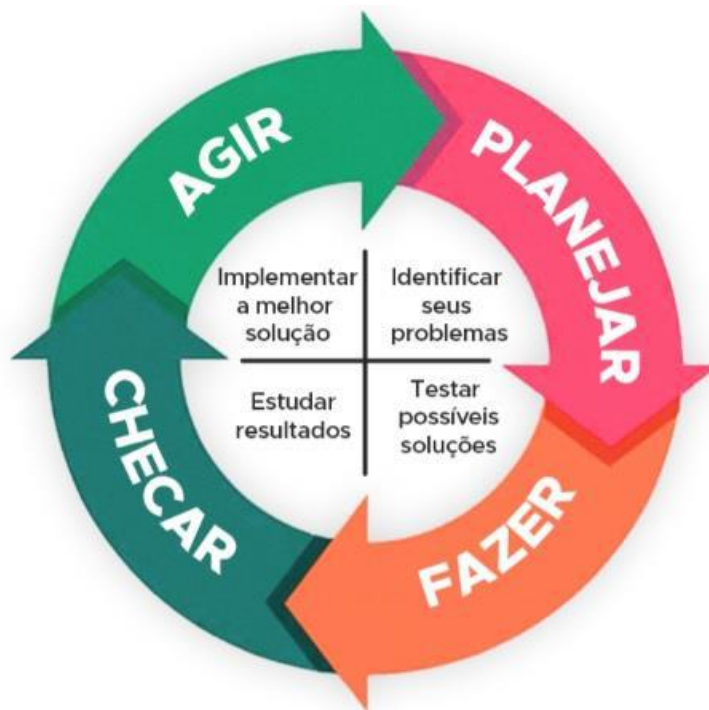 AGIR
PLANEJAR
Implementar
a melhor
solução
Identificar
seus
problemas
Estudar
resultados
Testar
possíveis
soluções
CHECAR
FAZER